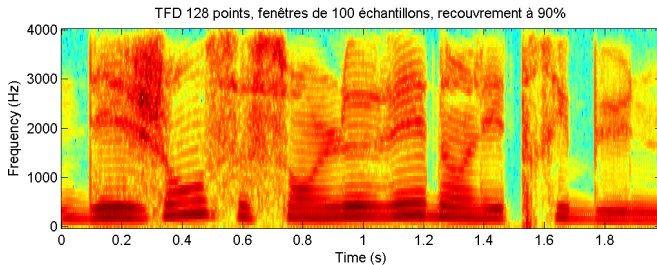 TFD 128 points, fenêtres de 100 échantillons, recouvrement à 90%
4000
3000
2000
1000
0
Frequency (Hz)
0 0.2 0.4 0.6 0.8 1 1.2 1.4 1.6 1.8
Time (s)